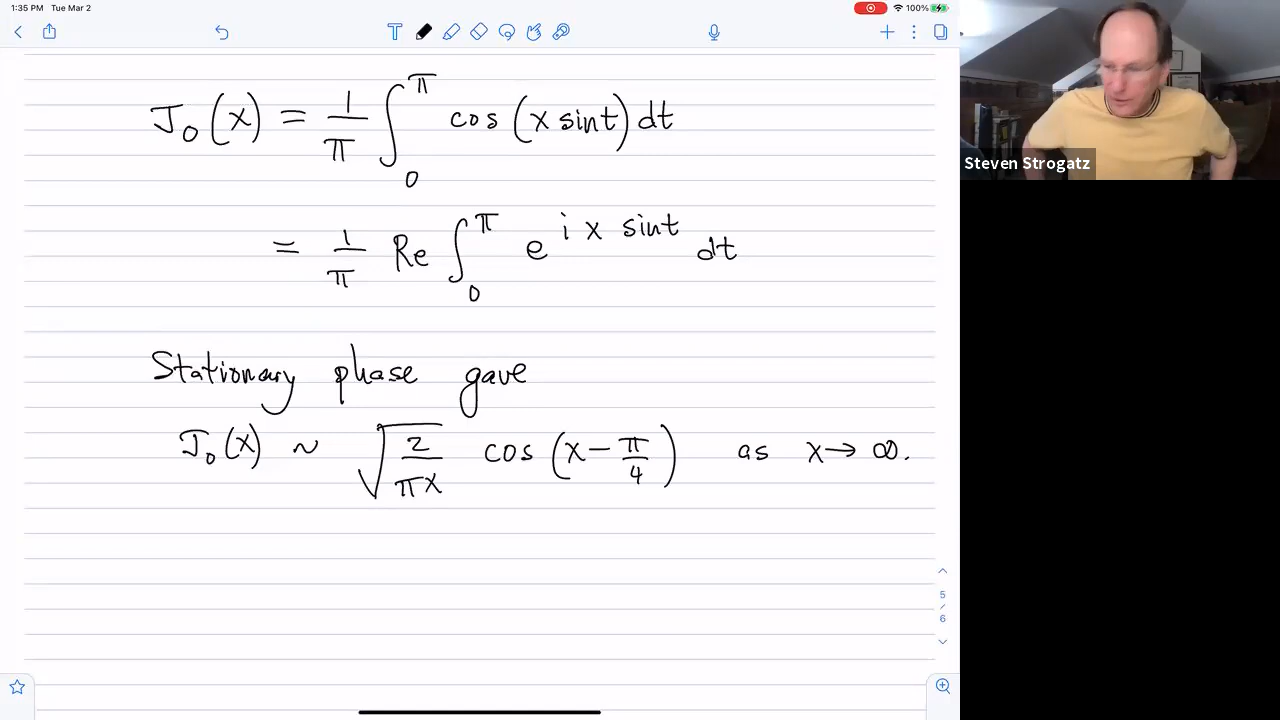 1:35 PM Tue Mar 2
100%
J₀(x) = 1/π ∫₀^π cos(x sint) dt
= 1/π Re ∫₀^π e^{i x sint} dt
Stationary phase gave
J₀(x) ~ √(2/(πx)) cos(x − π/4) as x → ∞.
Steven Strogatz
T
5
/
6